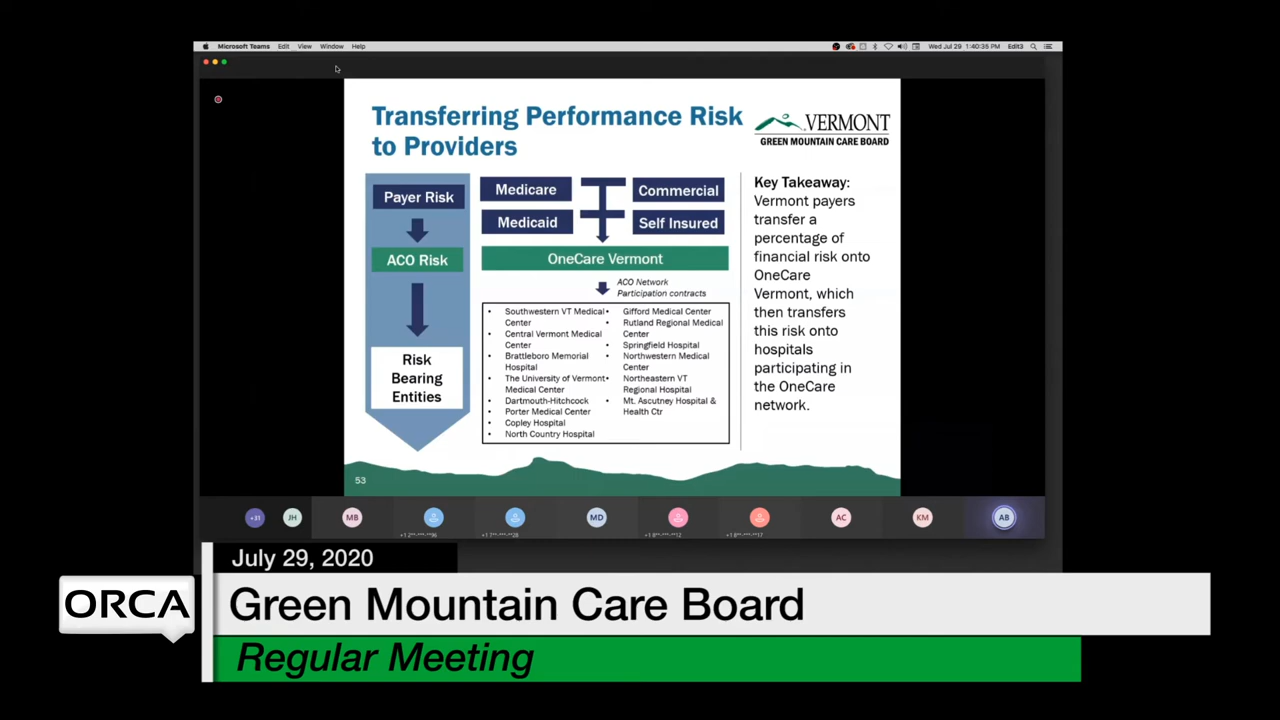 Microsoft Teams Edit View Window Help
Wed Jul 29 1:40:35 PM Edit3
Transferring Performance Risk
to Providers
VERMONT
GREEN MOUNTAIN CARE BOARD
Payer Risk
ACO Risk
Risk
Bearing
Entities
Medicare
Commercial
Medicaid
Self Insured
OneCare Vermont
ACO Network
Participation contracts
• Southwestern VT Medical
Center
• Central Vermont Medical
Center
• Brattleboro Memorial
Hospital
• The University of Vermont
Medical Center
• Dartmouth-Hitchcock
• Porter Medical Center
• Copley Hospital
• North Country Hospital
• Gifford Medical Center
• Rutland Regional Medical
Center
• Springfield Hospital
• Northwestern Medical
Center
• Northeastern VT
Regional Hospital
• Mt. Ascutney Hospital &
Health Ctr
Key Takeaway:
Vermont payers
transfer a
percentage of
financial risk onto
OneCare
Vermont, which
then transfers
this risk onto
hospitals
participating in
the OneCare
network.
53
+31 JH MB MD AC KM AB
July 29, 2020
ORCA
Green Mountain Care Board
Regular Meeting